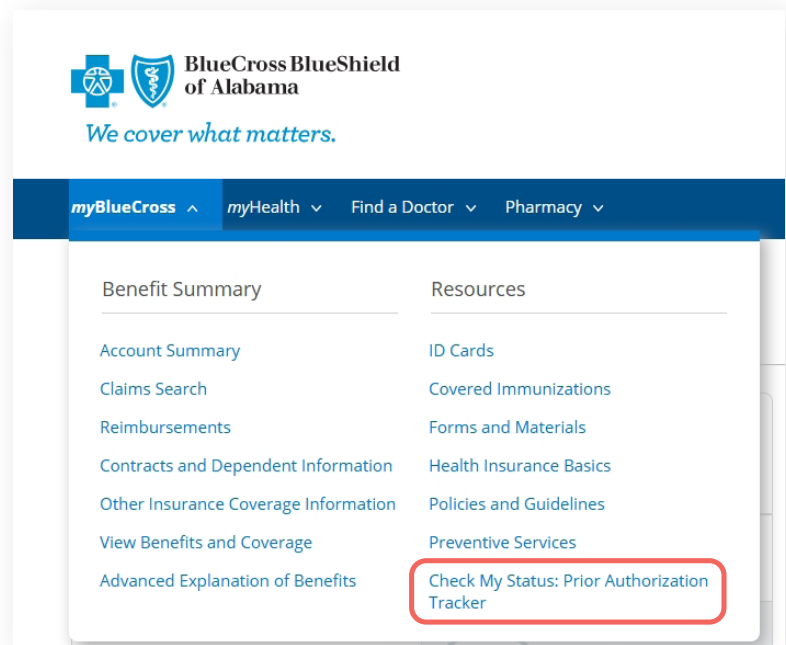 BlueCross BlueShield
of Alabama
We cover what matters.
myBlueCross
myHealth
Find a Doctor
Pharmacy
Benefit Summary
Account Summary
Claims Search
Reimbursements
Contracts and Dependent Information
Other Insurance Coverage Information
View Benefits and Coverage
Advanced Explanation of Benefits
Resources
ID Cards
Covered Immunizations
Forms and Materials
Health Insurance Basics
Policies and Guidelines
Preventive Services
Check My Status: Prior Authorization
Tracker